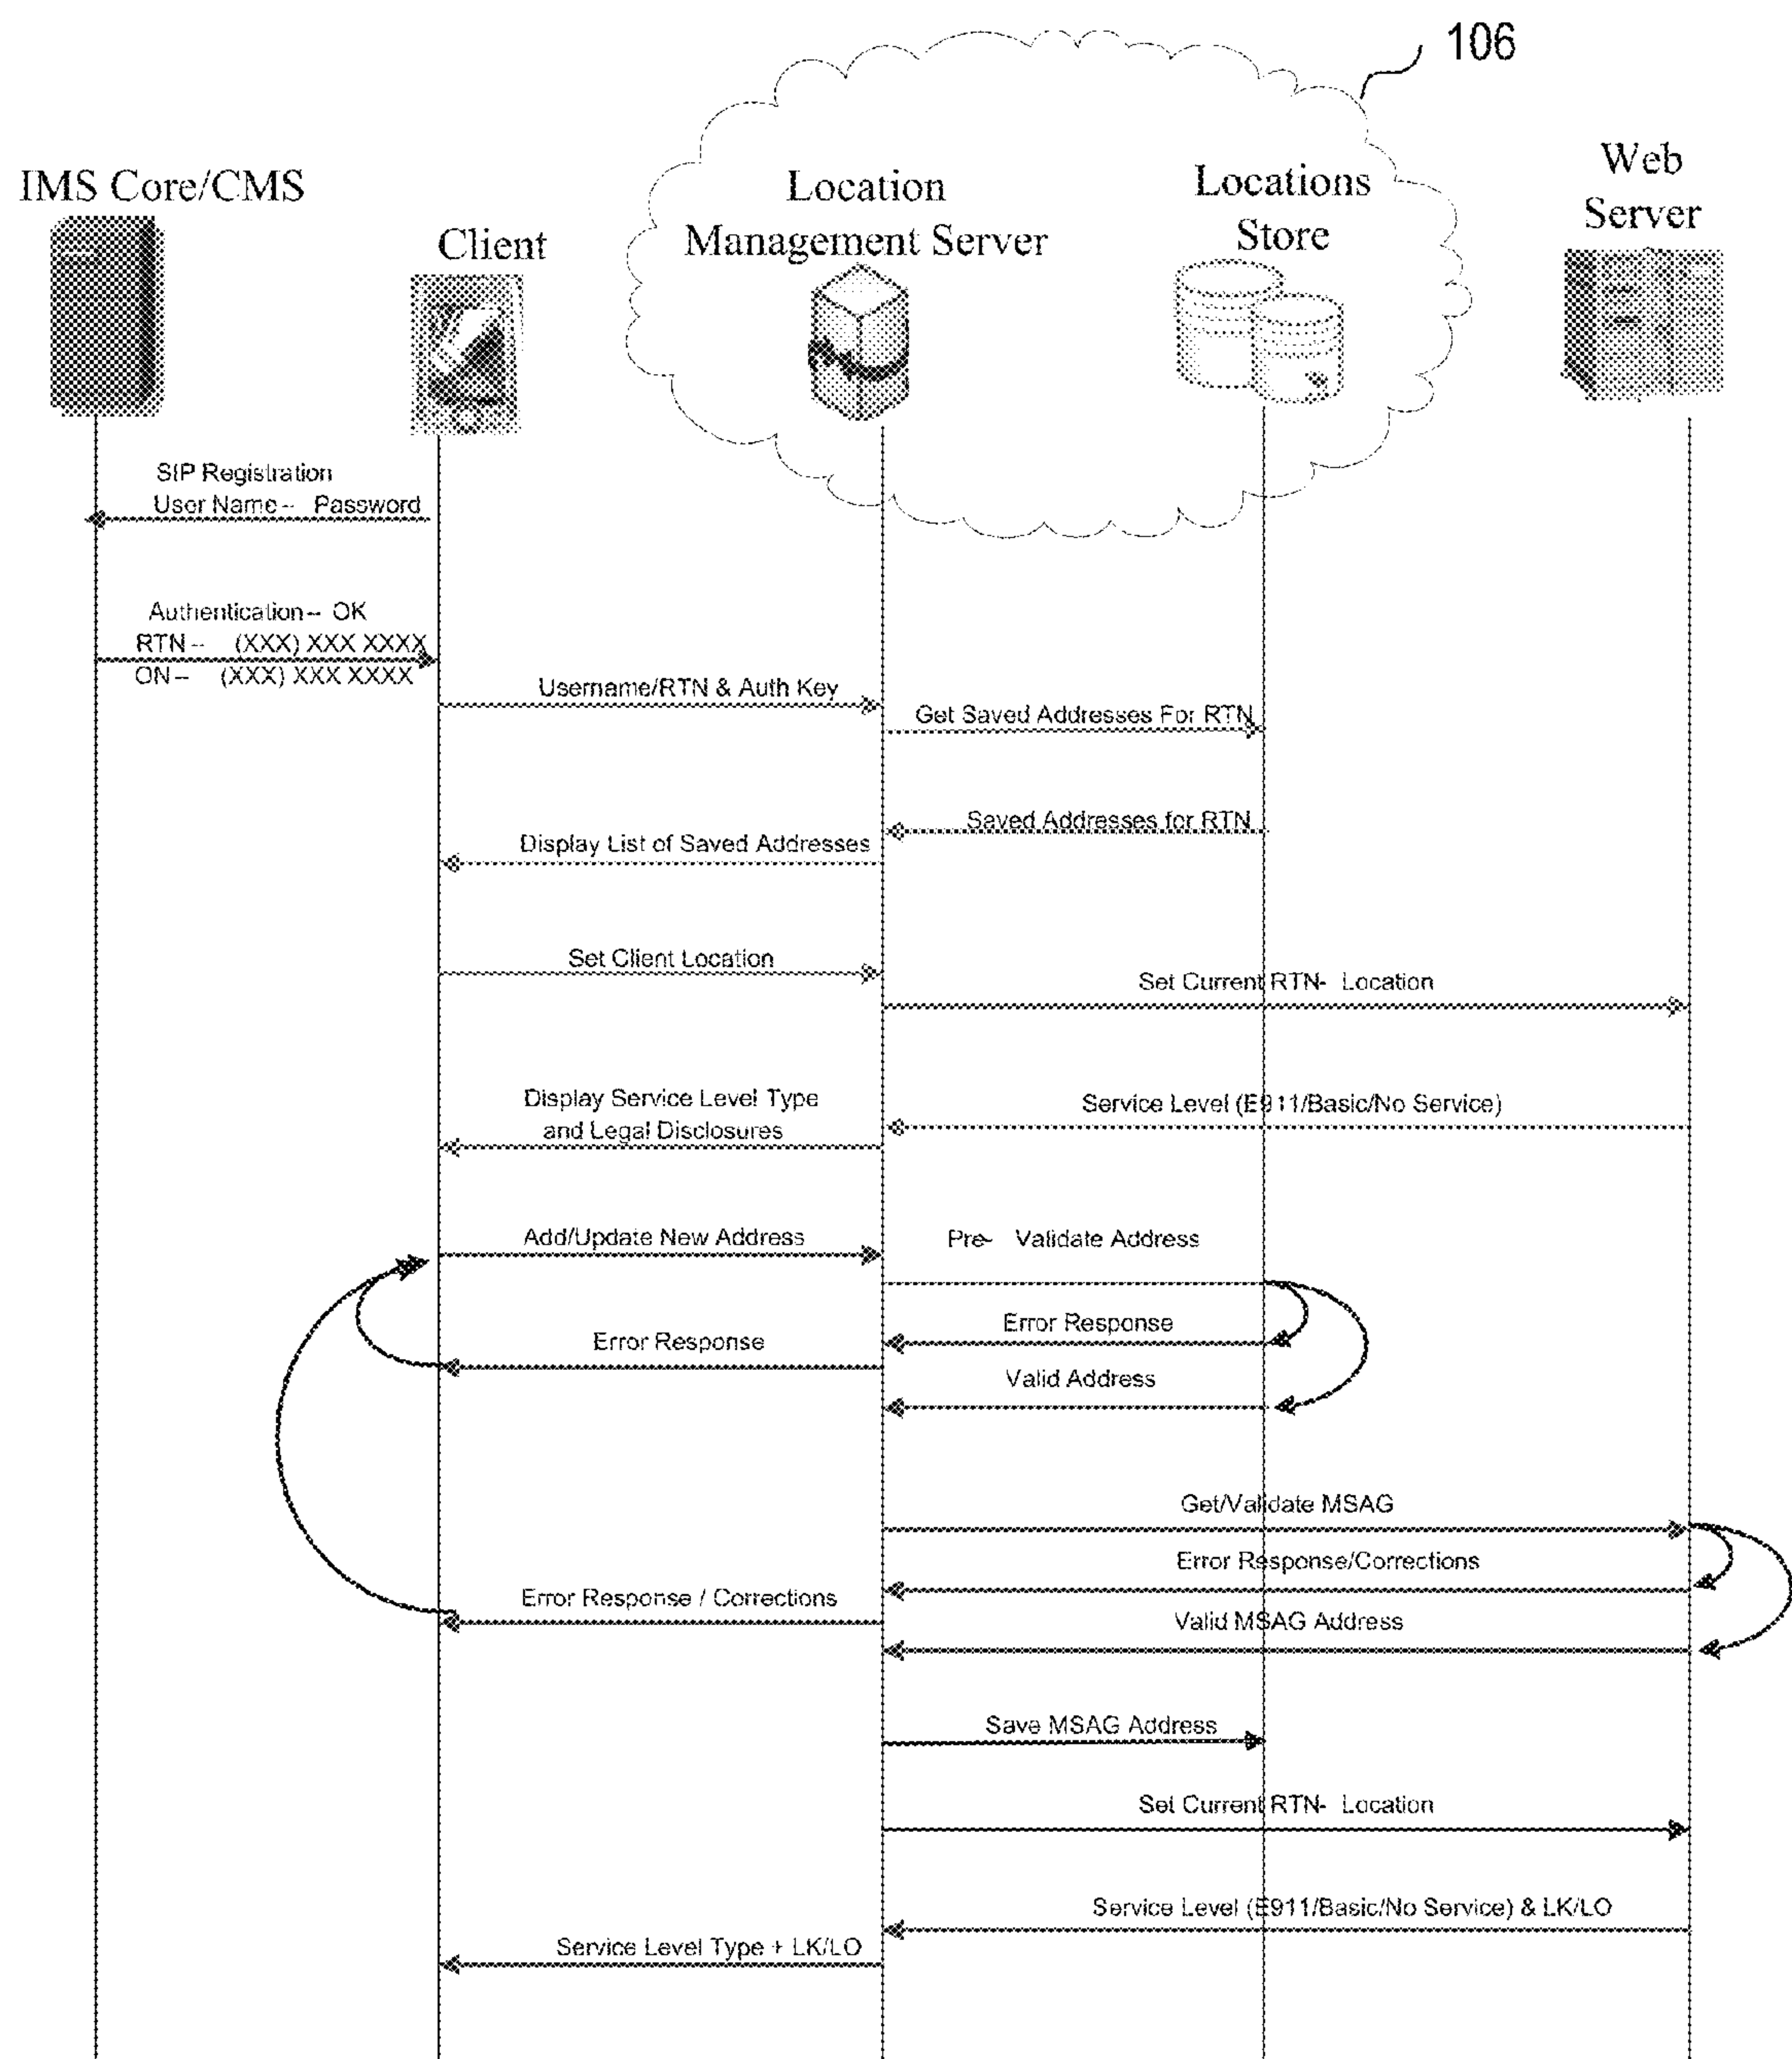 106
IMS Core/CMS
Client
Location
Management Server
Locations
Store
Web
Server
SIP Registration
User Name -- Password
Authentication -- OK
RTN -- (XXX) XXX XXXX
ON -- (XXX) XXX XXXX
Username/RTN & Auth Key
Get Saved Addresses For RTN
Saved Addresses for RTN
Display List of Saved Addresses
Set Client Location
Set Current RTN- Location
Display Service Level Type
and Legal Disclosures
Service Level (E911/Basic/No Service)
Add/Update New Address
Pre- Validate Address
Error Response
Error Response
Valid Address
Get/Validate MSAG
Error Response/Corrections
Error Response / Corrections
Valid MSAG Address
Save MSAG Address
Set Current RTN- Location
Service Level (E911/Basic/No Service) & LK/LO
Service Level Type + LK/LO